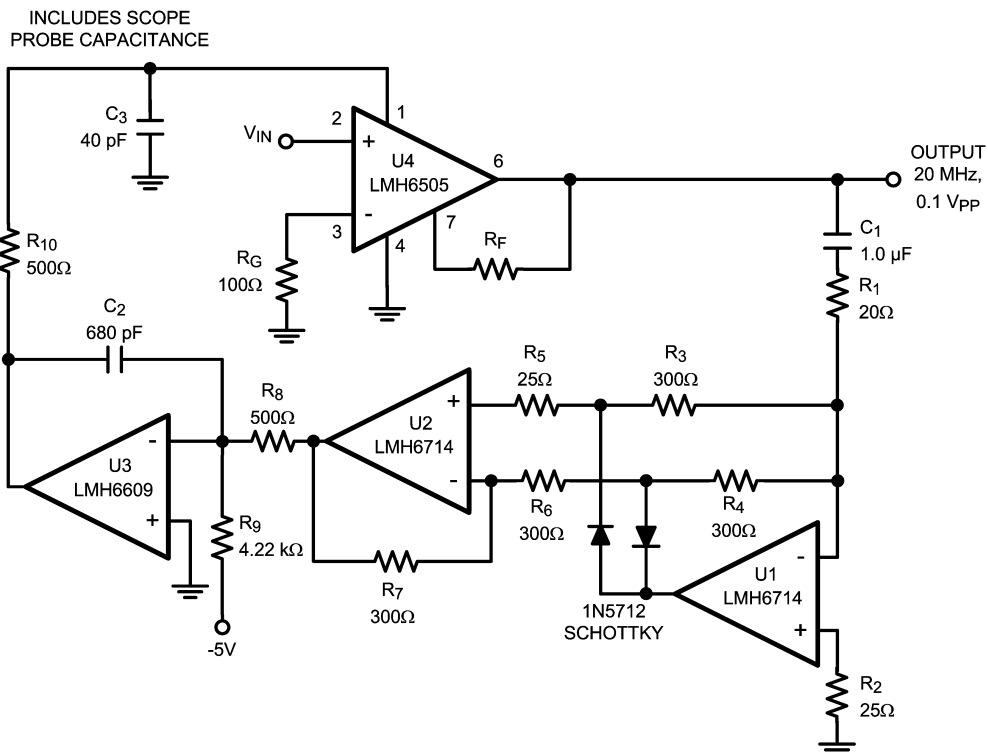 INCLUDES SCOPE
PROBE CAPACITANCE
C3
40 pF
VIN
2
+
1
U4
LMH6505
6
-
3
7
4
OUTPUT
20 MHz,
0.1 VPP
C1
1.0 µF
R1
20Ω
RF
RG
100Ω
R10
500Ω
C2
680 pF
R5
25Ω
R3
300Ω
R8
500Ω
+
U2
LMH6714
-
-
U3
LMH6609
+
R6
300Ω
R4
300Ω
R9
4.22 kΩ
R7
300Ω
-
U1
LMH6714
+
1N5712
SCHOTTKY
-5V
R2
25Ω